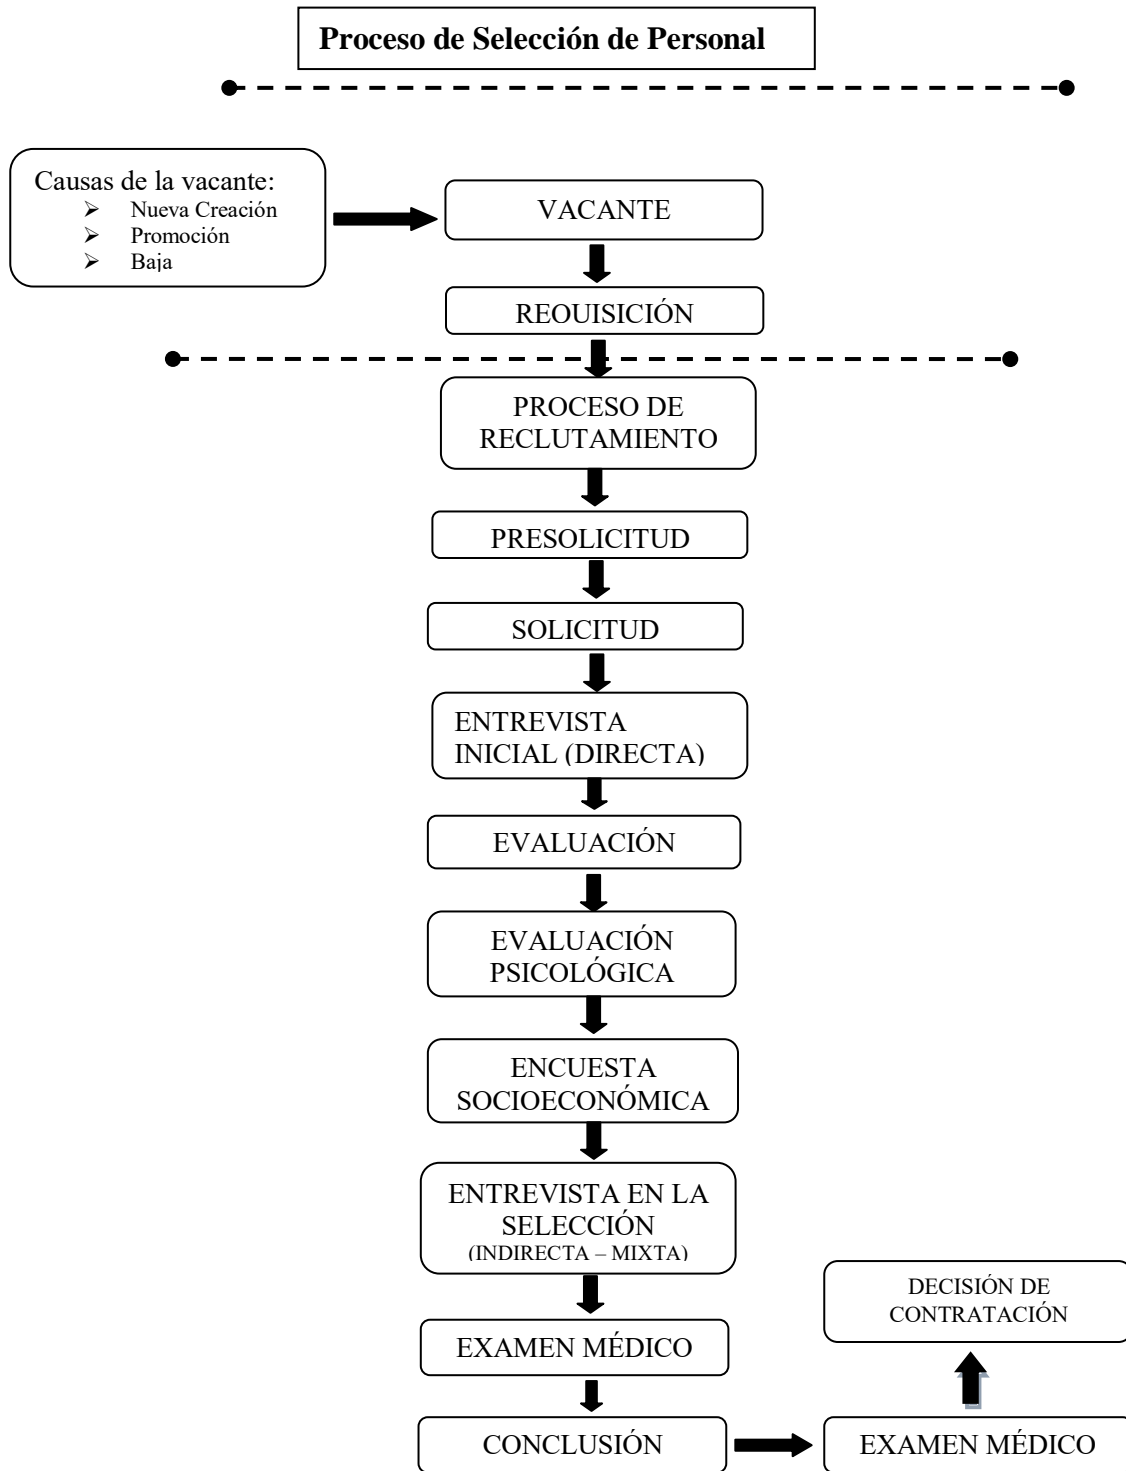 Proceso de Selección de Personal
Causas de la vacante:
Nueva Creación
Promoción
Baja
VACANTE
REQUISICIÓN
PROCESO DE
RECLUTAMIENTO
PRESOLICITUD
SOLICITUD
ENTREVISTA
INICIAL (DIRECTA)
EVALUACIÓN
EVALUACIÓN
PSICOLÓGICA
ENCUESTA
SOCIOECONÓMICA
ENTREVISTA EN LA
SELECCIÓN
(INDIRECTA – MIXTA)
EXAMEN MÉDICO
CONCLUSIÓN
DECISIÓN DE
CONTRATACIÓN
EXAMEN MÉDICO